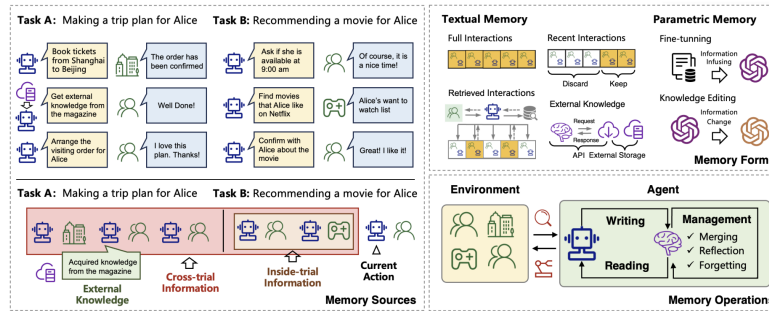 Task A: Making a trip plan for Alice
Task B: Recommending a movie for Alice
Book tickets
from Shanghai
to Beijing
The order has
been confirmed
Ask if she is
available at
9:00 am
Of course, it is
a nice time!
Get external
knowledge from
the magazine
Well Done!
Find movies
that Alice like
on Netflix
Alice's want to
watch list
Arrange the
visiting order for
Alice
I love this
plan. Thanks!
Confirm with
Alice about the
movie
Great! I like it!
Task A: Making a trip plan for Alice
Task B: Recommending a movie for Alice
Acquired knowledge
from the magazine
External
Knowledge
Cross-trial
Information
Inside-trial
Information
Current
Action
Memory Sources
Textual Memory
Full Interactions
Recent Interactions
Discard
Keep
Retrieved Interactions
External Knowledge
Request
Response
API
External Storage
Parametric Memory
Fine-tunning
Information
Infusing
Knowledge Editing
Information
Change
Memory Form
Environment
Agent
Writing
Reading
Management
✓ Merging
✓ Reflection
✓ Forgetting
Memory Operations